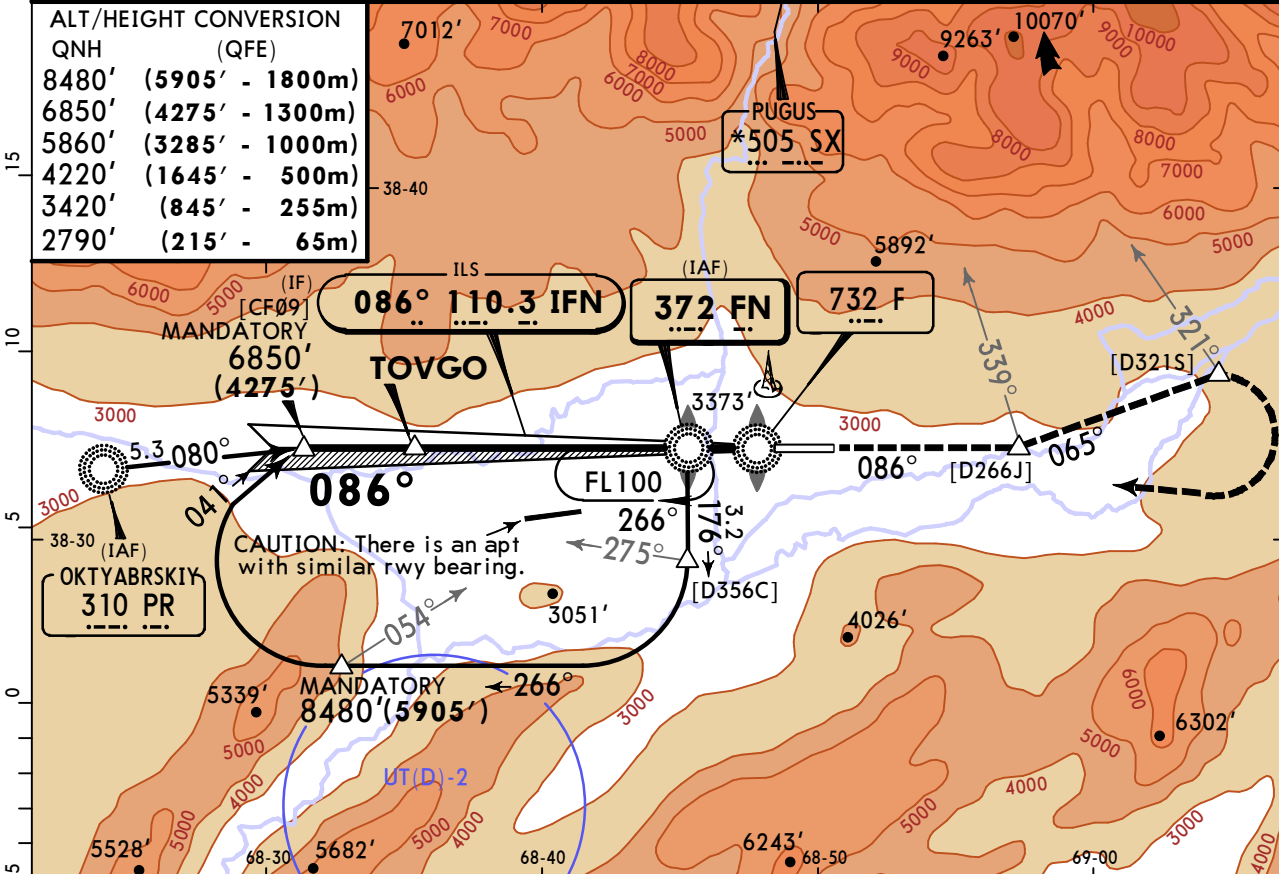 ALT/HEIGHT CONVERSION
QNH (QFE)
8480' (5905' - 1800m)
6850' (4275' - 1300m)
5860' (3285' - 1000m)
4220' (1645' - 500m)
3420' (845' - 255m)
2790' (215' - 65m)
7012'
7000
8000
7000
6000
6000
5000
PUGUS
*505 SX
9263'
10070'
9000
9000
10000
8000
8000
7000
6000
5000
5000
5892'
4000
15
38-40
6000
5000
(IF)
[CFØ9]
MANDATORY
6850'
(4275')
ILS
086° 110.3 IFN
(IAF)
372 FN
732 F
TOVGO
10
3000
3373'
3000
339°
321°
[D321S]
5.3
080°
041°
086°
FL100
086°
[D266J]
065°
3000
5
38-30
(IAF)
OKTYABRSKIY
310 PR
266°
176°
3.2
275°
[D356C]
CAUTION: There is an apt
with similar rwy bearing.
3051'
054°
4026'
MANDATORY
8480'(5905')
266°
0
5339'
5000
4000
5000
3000
6000
6302'
5000
4000
UT(D)-2
5000
4000
5000
3000
4000
5
5528'
68-30
5682'
68-40
6243'
68-50
69-00